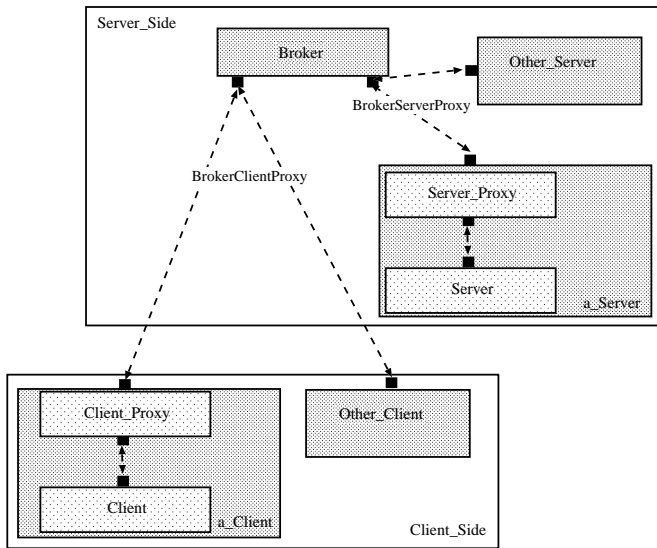 Server_Side
Broker
Other_Server
BrokerServerProxy
BrokerClientProxy
Server_Proxy
Server
a_Server
Client_Proxy
Other_Client
Client
a_Client
Client_Side